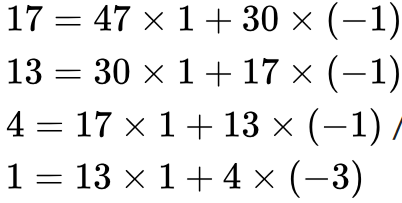 17 = 47 × 1 + 30 × (−1)
13 = 30 × 1 + 17 × (−1)
4 = 17 × 1 + 13 × (−1) /
1 = 13 × 1 + 4 × (−3)